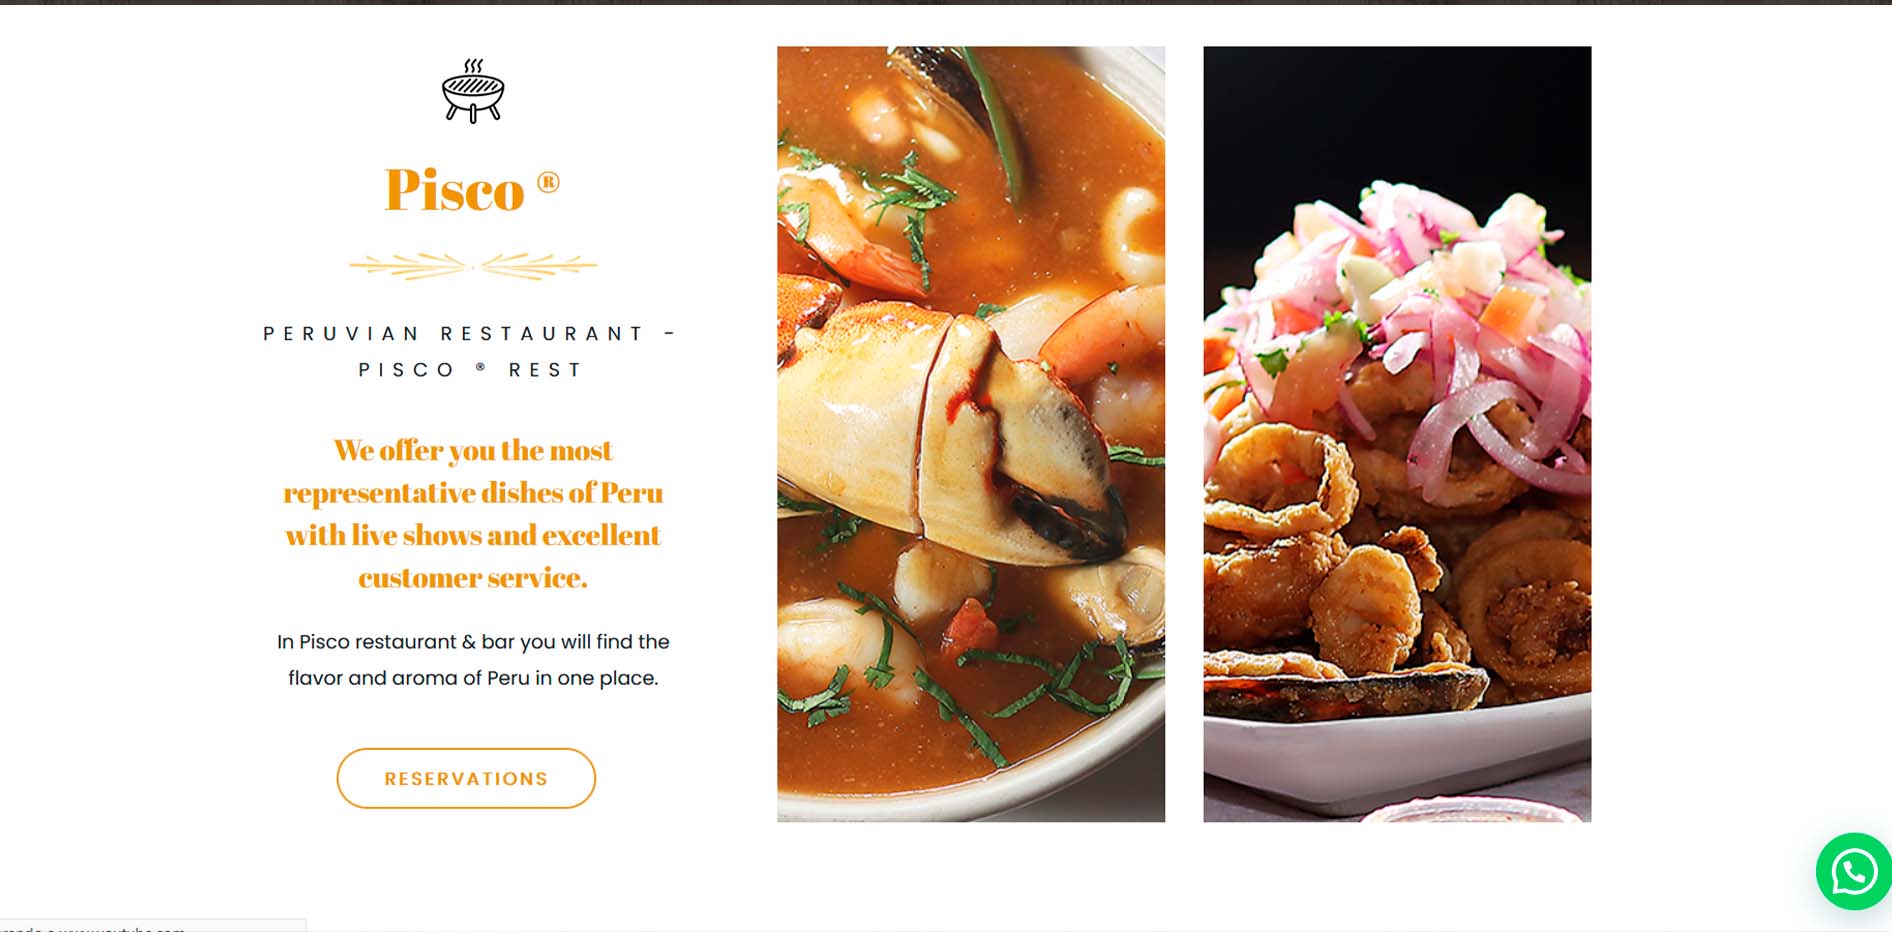 Pisco ®
PERUVIAN RESTAURANT -
PISCO ® REST
We offer you the most
representative dishes of Peru
with live shows and excellent
customer service.
In Pisco restaurant & bar you will find the
flavor and aroma of Peru in one place.
RESERVATIONS